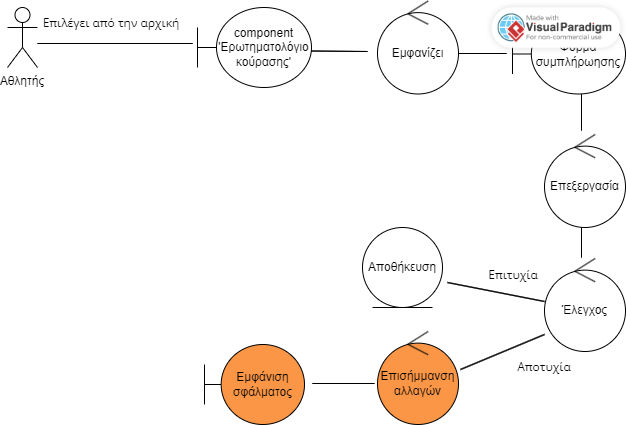 Επιλέγει από την αρχική
Αθλητής
component
'Ερωτηματολόγιο
κούρασης'
Εμφανίζει
Made with
Visual Paradigm
For non-commercial use
Φόρμα
συμπλήρωσης
Επεξεργασία
Αποθήκευση
Επιτυχία
Έλεγχος
Αποτυχία
Εμφάνιση
σφάλματος
Επισήμμανση
αλλαγών